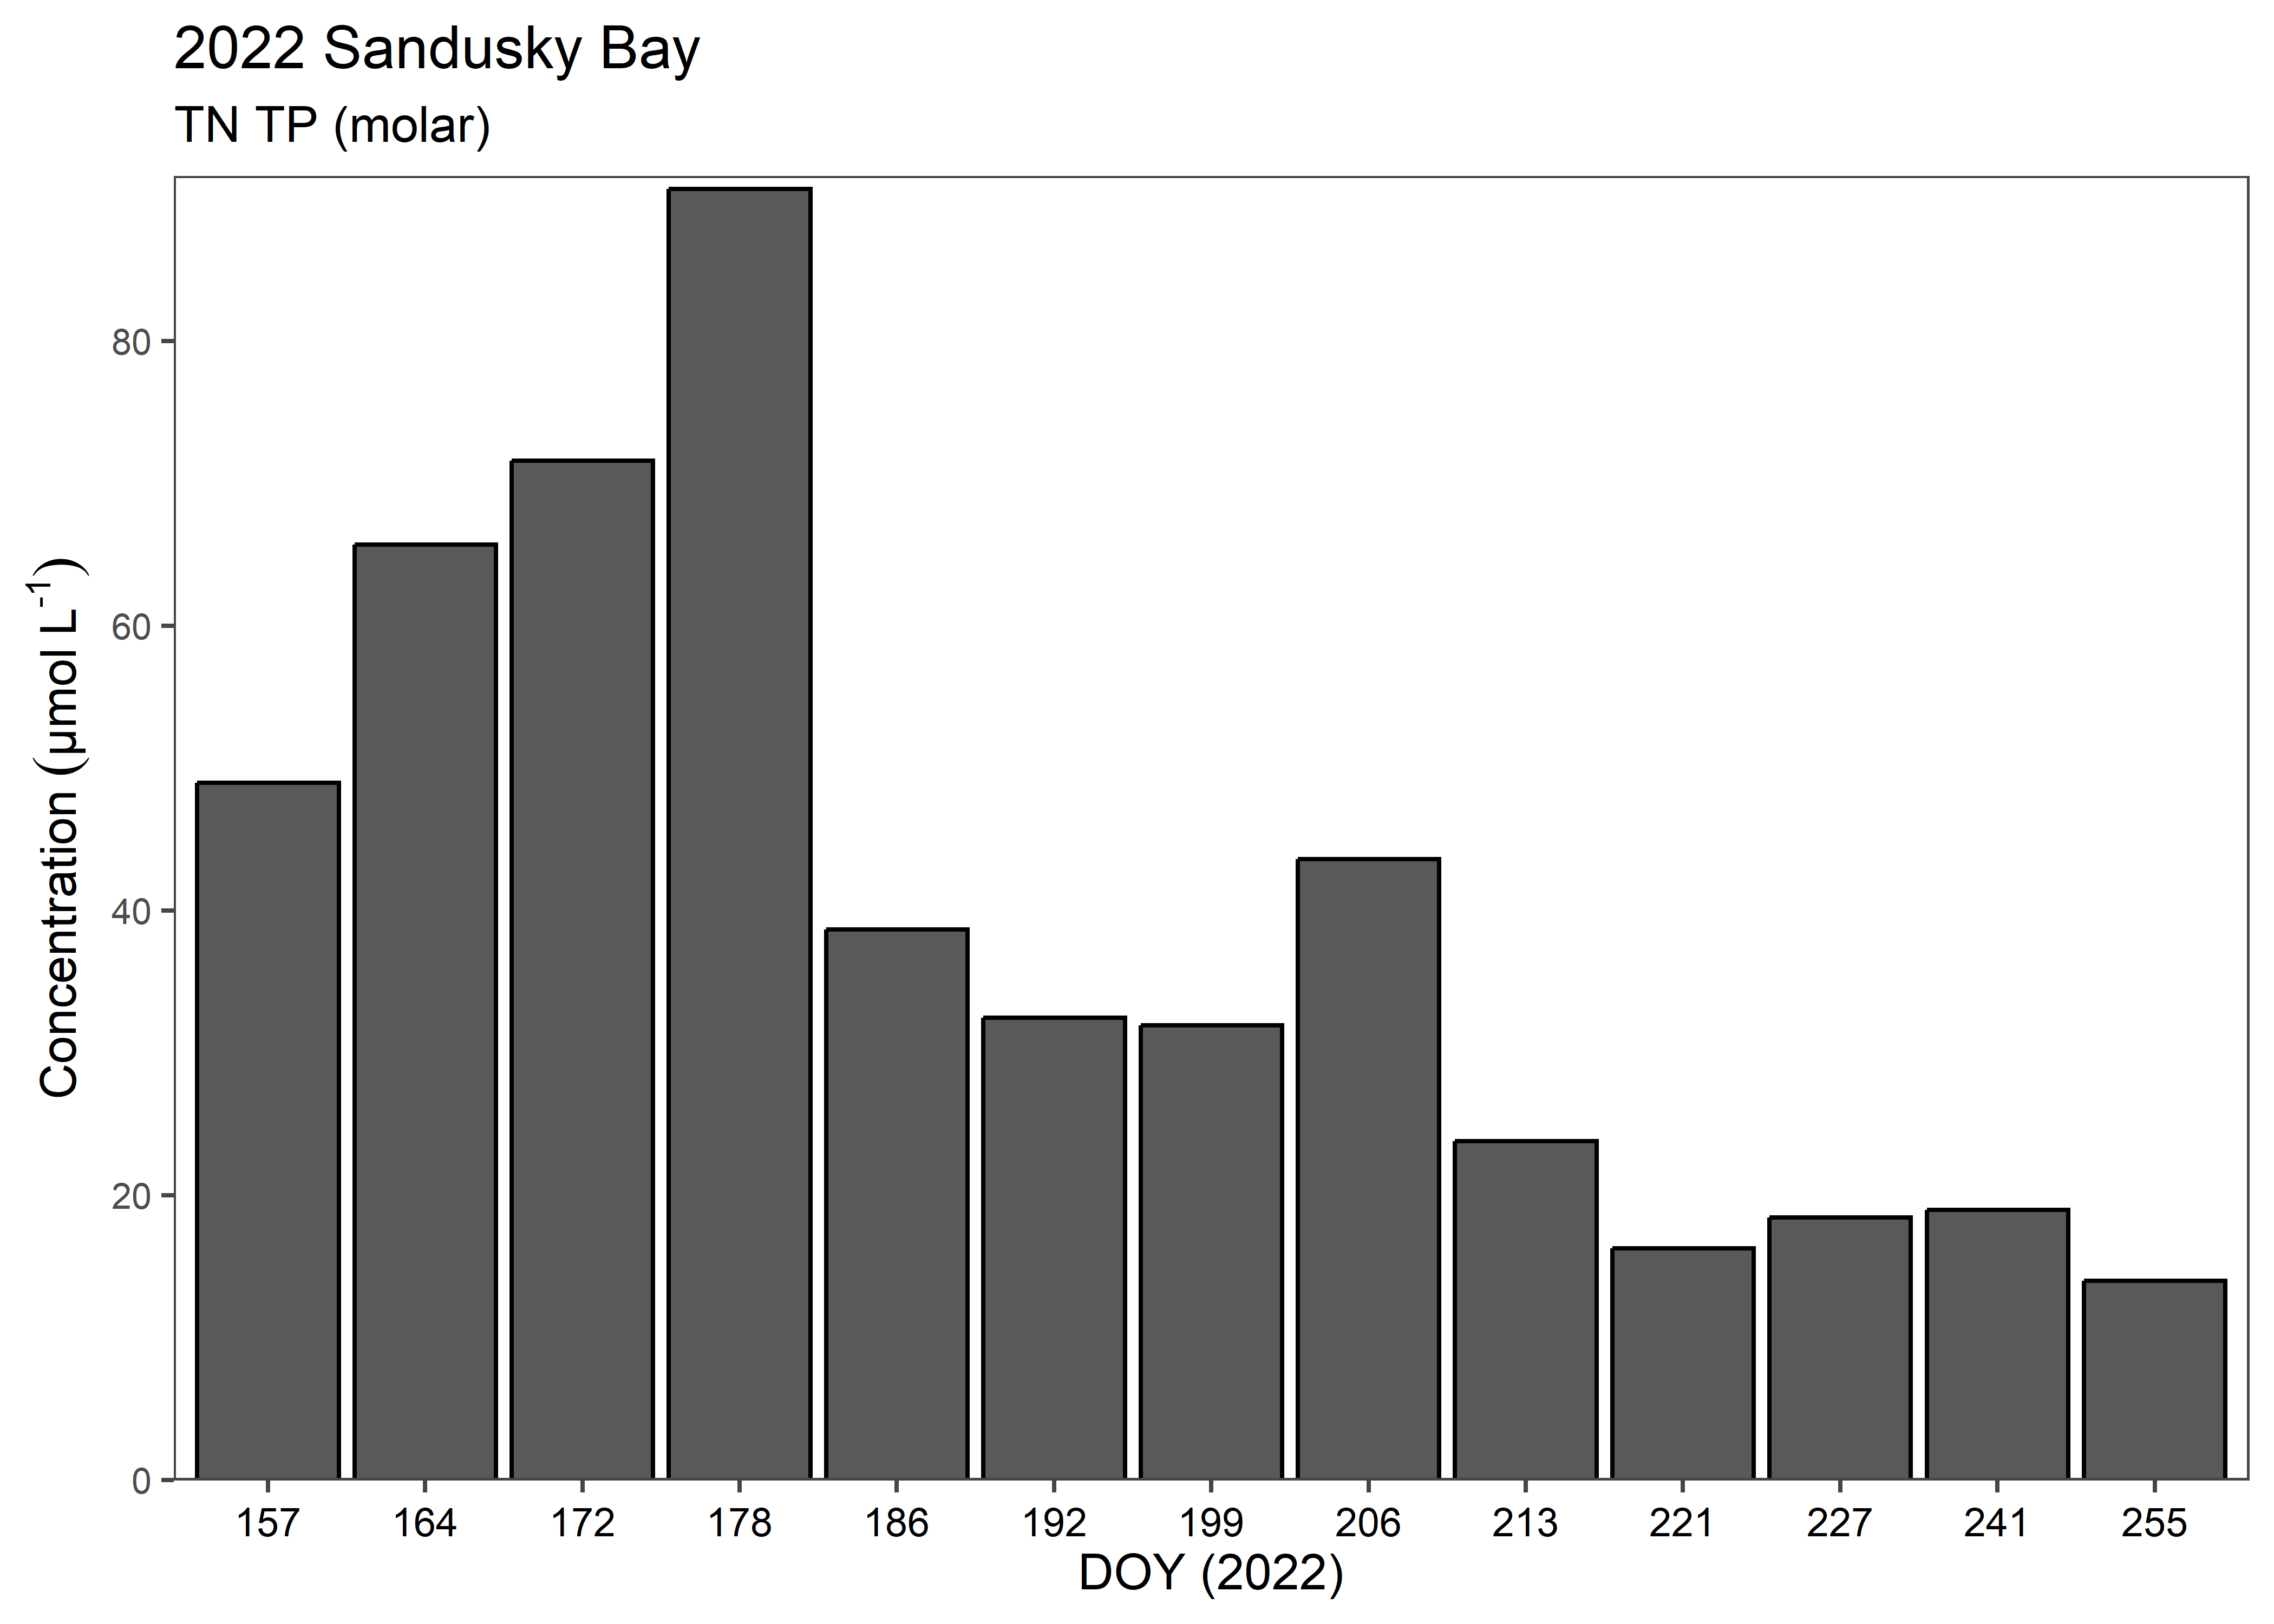 2022 Sandusky Bay
TN TP (molar)
Concentration (µmol L⁻¹)
80
60
40
20
0
157 164 172 178 186 192 199 206 213 221 227 241 255
DOY (2022)